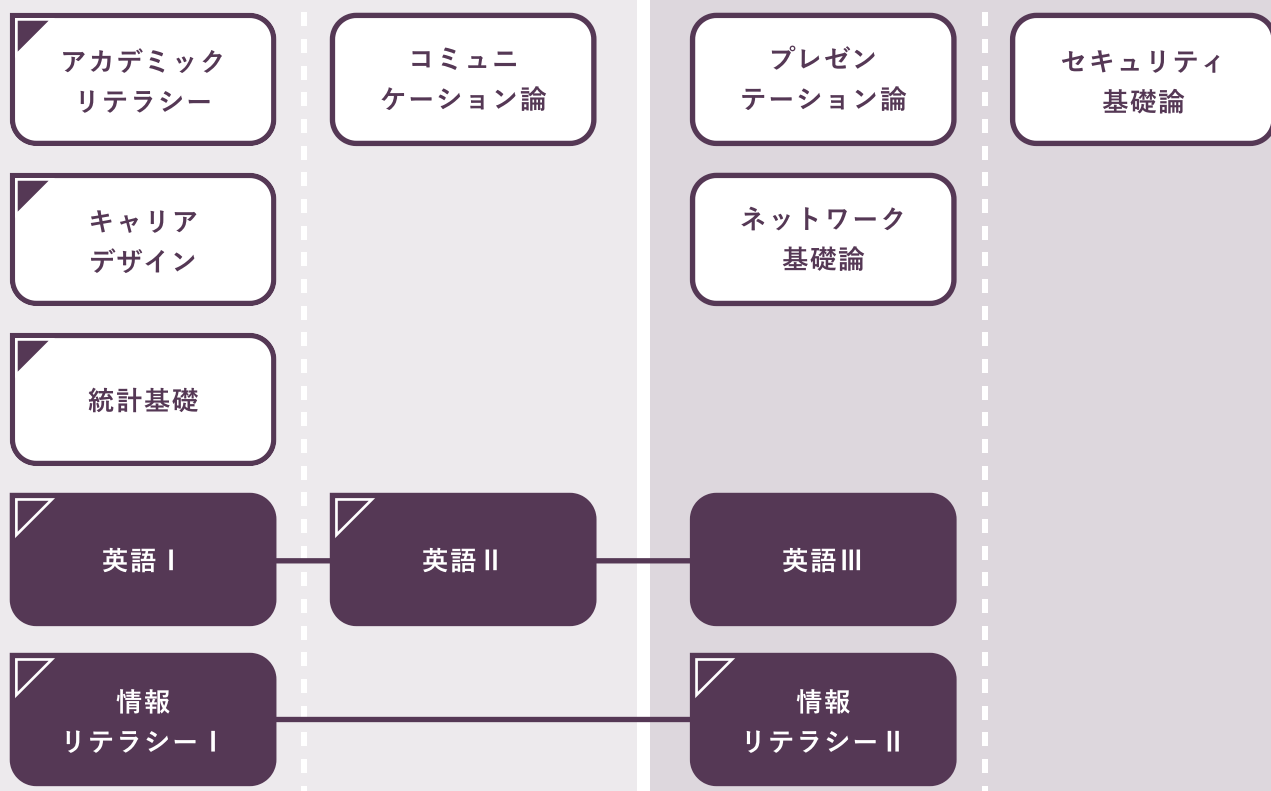 アカデミック
リテラシー
コミュニ
ケーション論
プレゼン
テーション論
セキュリティ
基礎論
キャリア
デザイン
ネットワーク
基礎論
統計基礎
英語Ⅰ
英語Ⅱ
英語Ⅲ
情報
リテラシーⅠ
情報
リテラシーⅡ